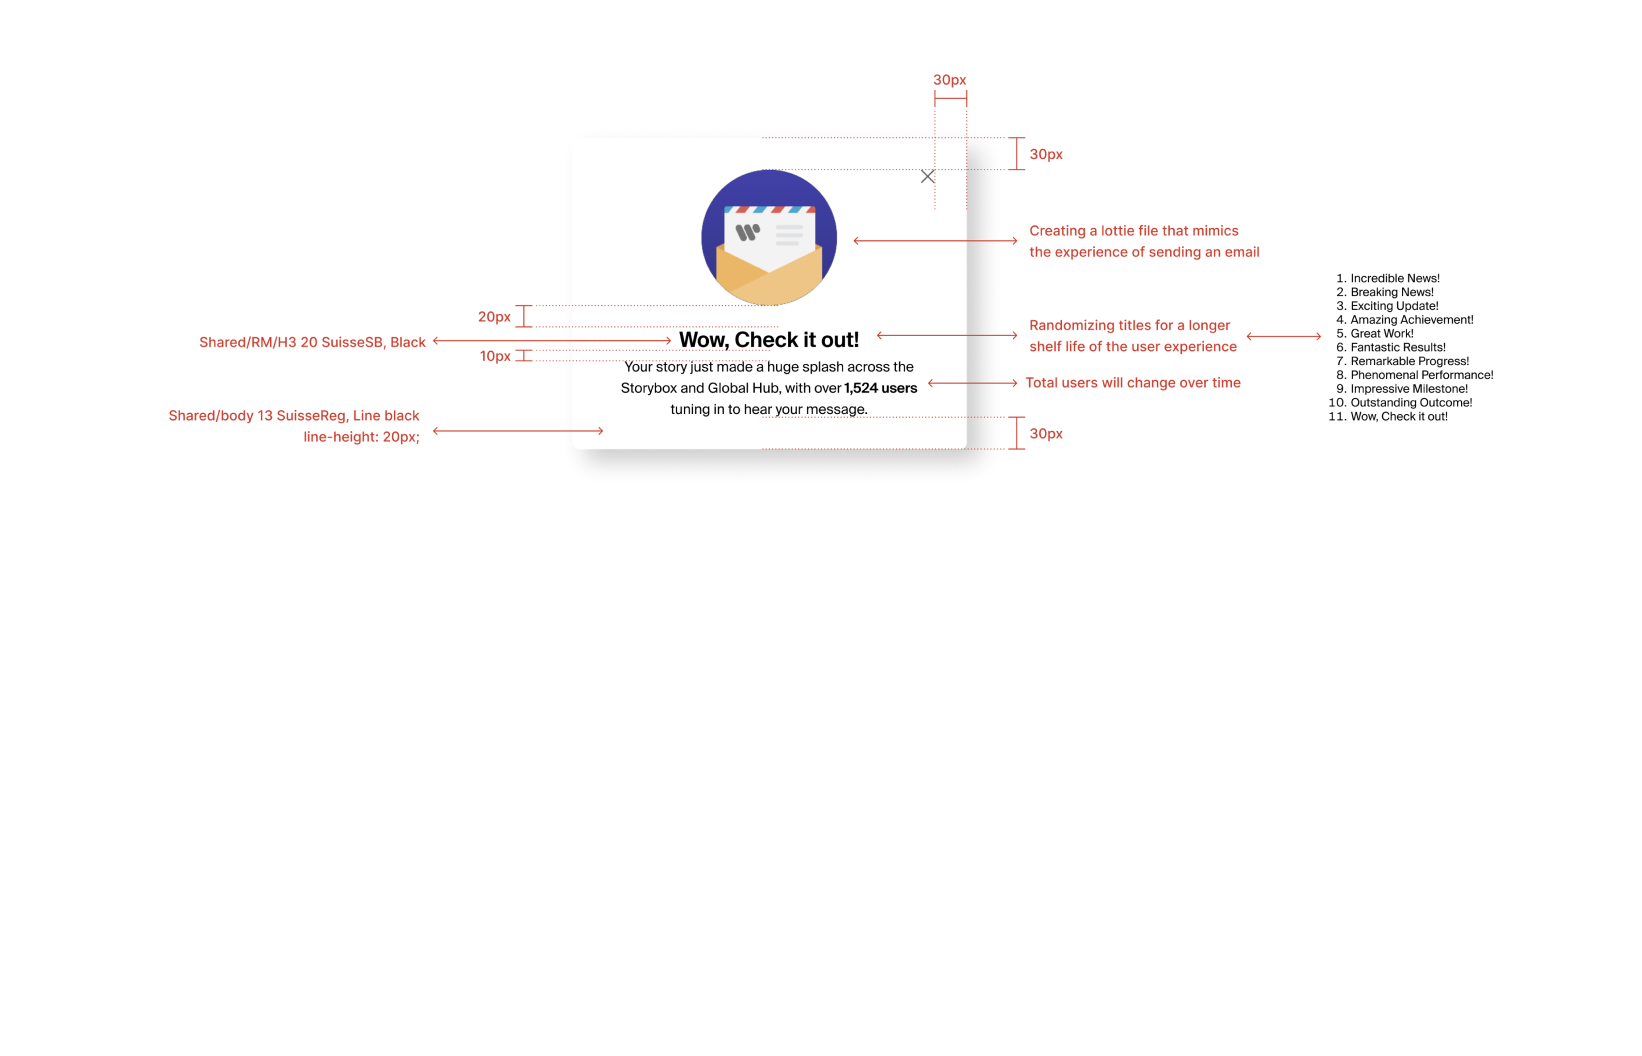 30px
30px
Creating a lottie file that mimics
the experience of sending an email
20px
Shared/RM/H3 20 SuisseSB, Black
10px
Shared/body 13 SuisseReg, Line black
line-height: 20px;
Wow, Check it out!
Your story just made a huge splash across the
Storybox and Global Hub, with over 1,524 users
tuning in to hear your message.
Randomizing titles for a longer
shelf life of the user experience
Total users will change over time
30px
1. Incredible News!
2. Breaking News!
3. Exciting Update!
4. Amazing Achievement!
5. Great Work!
6. Fantastic Results!
7. Remarkable Progress!
8. Phenomenal Performance!
9. Impressive Milestone!
10. Outstanding Outcome!
11. Wow, Check it out!